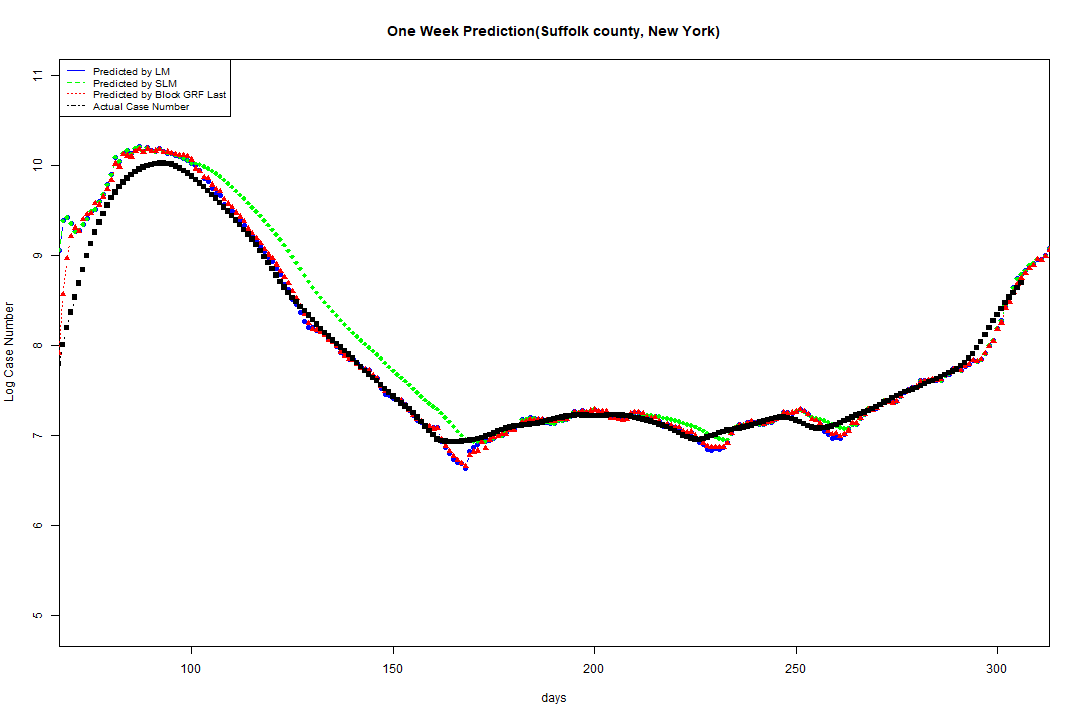 One Week Prediction(Suffolk county, New York)
Predicted by LM
Predicted by SLM
Predicted by Block GRF Last
Actual Case Number
11
10
9
8
7
6
5
Log Case Number
100 150 200 250 300
days